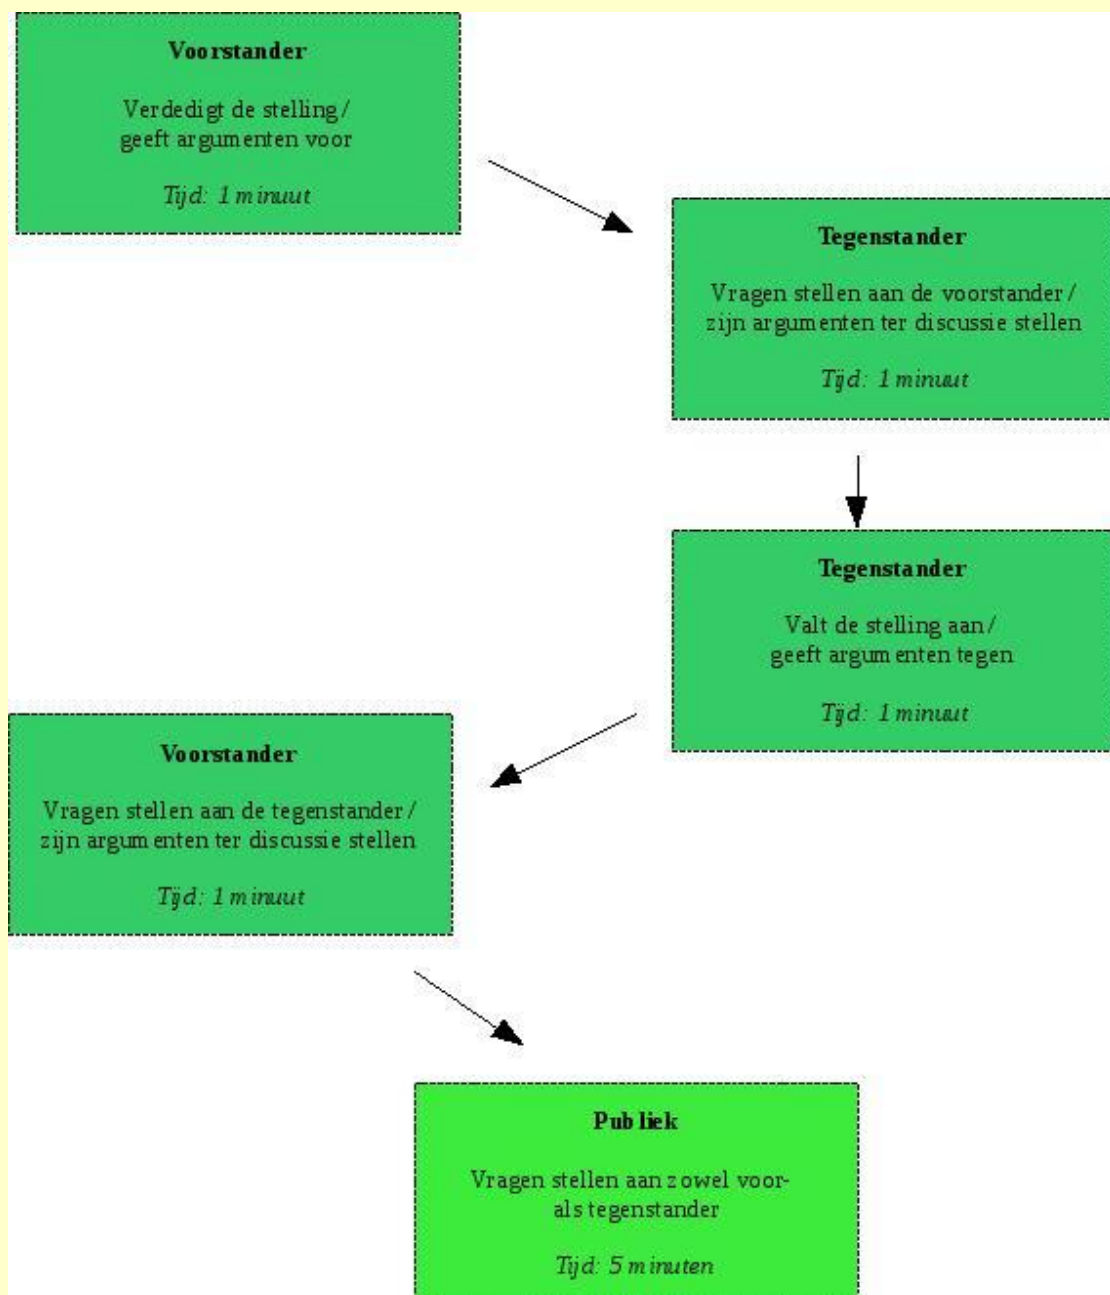 Voorstander
Verdedigt de stelling /
geeft argumenten voor
Tijd: 1 minuut
Tegenstander
Vragen stellen aan de voorstander /
zijn argumenten ter discussie stellen
Tijd: 1 minuut
Tegenstander
Valt de stelling aan /
geeft argumenten tegen
Tijd: 1 minuut
Voorstander
Vragen stellen aan de tegenstander /
zijn argumenten ter discussie stellen
Tijd: 1 minuut
Publiek
Vragen stellen aan zowel voor-
als tegenstander
Tijd: 5 minuten